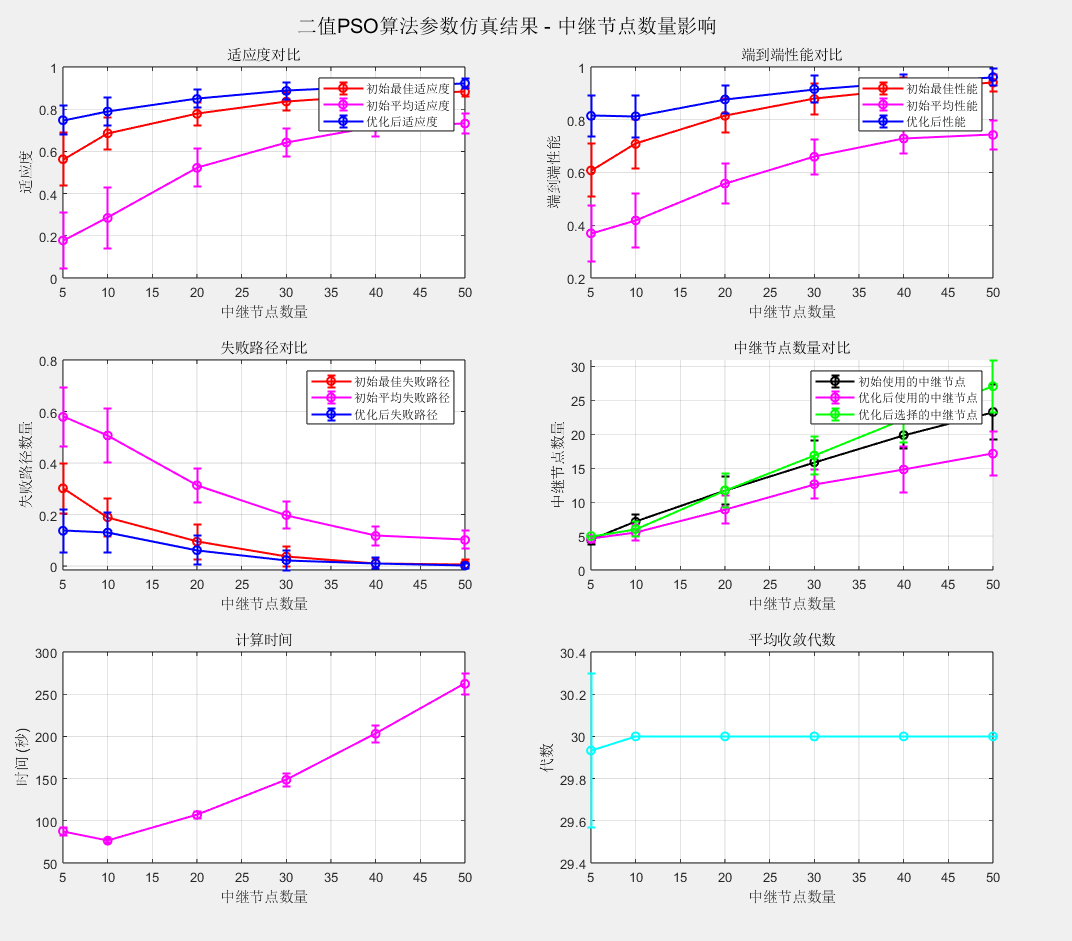 二值PSO算法参数仿真结果 - 中继节点数量影响
适应度对比
1
0.8
0.6
0.4
0.2
0
适应度
初始最佳适应度
初始平均适应度
优化后适应度
5 10 15 20 25 30 35 40 45 50
中继节点数量
端到端性能对比
1
0.8
0.6
0.4
0.2
端到端性能
初始最佳性能
初始平均性能
优化后性能
5 10 15 20 25 30 35 40 45 50
中继节点数量
失败路径对比
0.8
0.6
0.4
0.2
0
失败路径数量
初始最佳失败路径
初始平均失败路径
优化后失败路径
5 10 15 20 25 30 35 40 45 50
中继节点数量
中继节点数量对比
30
25
20
15
10
5
0
中继节点数量
初始使用的中继节点
优化后使用的中继节点
优化后选择的中继节点
5 10 15 20 25 30 35 40 45 50
中继节点数量
计算时间
300
250
200
150
100
50
时间 (秒)
5 10 15 20 25 30 35 40 45 50
中继节点数量
平均收敛代数
30.4
30.2
30
29.8
29.6
29.4
代数
5 10 15 20 25 30 35 40 45 50
中继节点数量